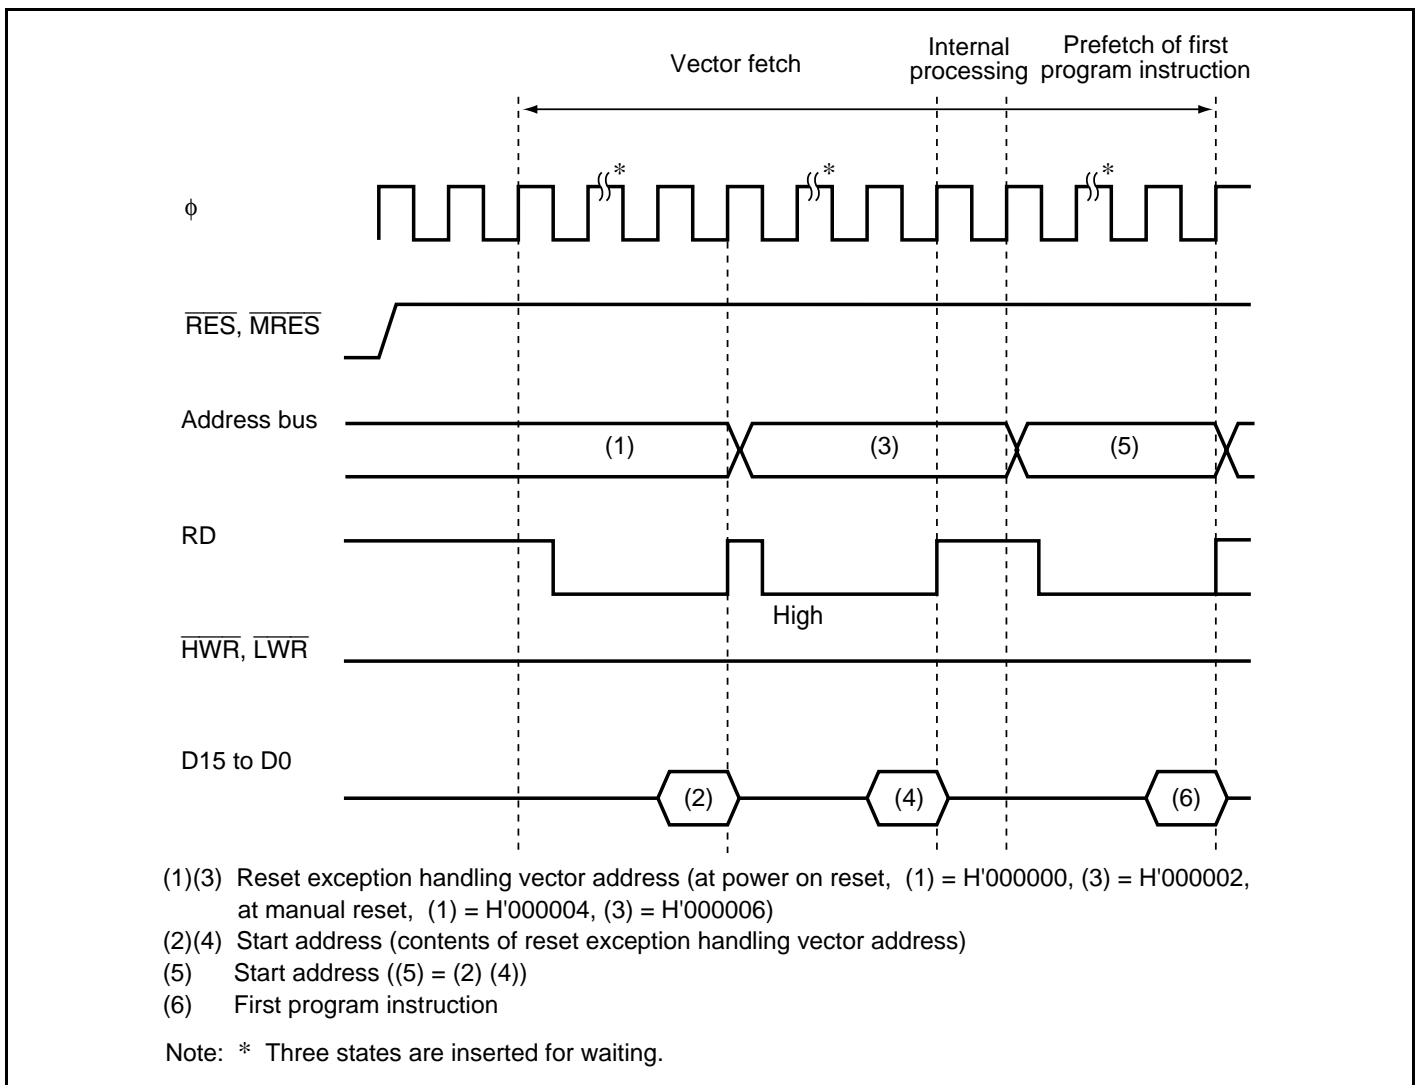 Vector fetch
Internal
processing
Prefetch of first
program instruction
* * *
ϕ
RES, MRES
Address bus
(1) (3) (5)
RD
High
HWR, LWR
D15 to D0
(2) (4) (6)
(1)(3) Reset exception handling vector address (at power on reset, (1) = H'000000, (3) = H'000002,
at manual reset, (1) = H'000004, (3) = H'000006)
(2)(4) Start address (contents of reset exception handling vector address)
(5) Start address ((5) = (2) (4))
(6) First program instruction
Note: * Three states are inserted for waiting.